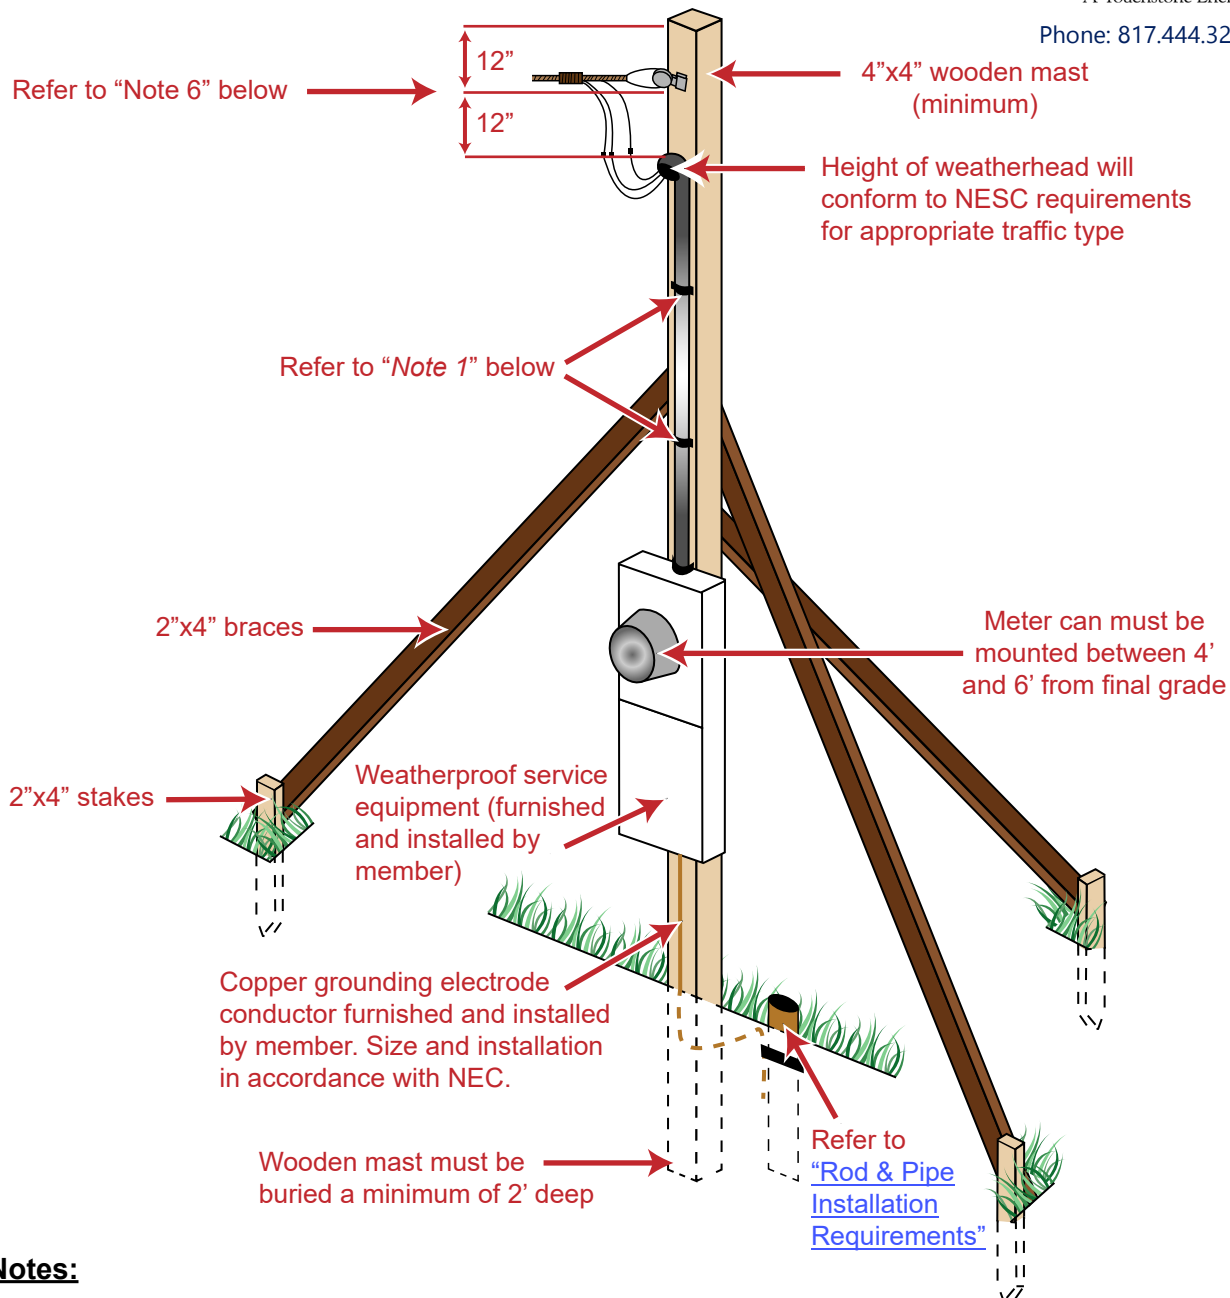 Phone: 817.444.32
12”
Refer to “Note 6” below
4”x4” wooden mast
(minimum)
12”
Height of weatherhead will
conform to NESC requirements
for appropriate traffic type
Refer to “Note 1” below
2”x4” braces
Meter can must be
mounted between 4’
and 6’ from final grade
2”x4” stakes
Weatherproof service
equipment (furnished
and installed by
member)
Copper grounding electrode
conductor furnished and installed
by member. Size and installation
in accordance with NEC.
Wooden mast must be
buried a minimum of 2’ deep
Refer to
“Rod & Pipe
Installation
Requirements”
Notes: